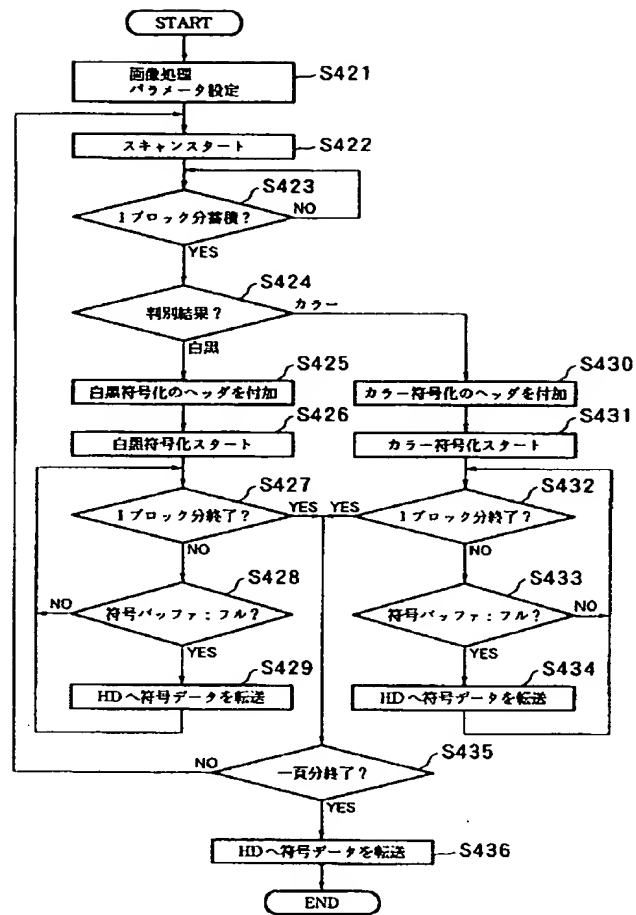 START
画像処理
パラメータ設定
S421
スキャンスタート
S422
S423
1ブロック分蓄積?
NO
YES
S424
判別結果?
カラー
白黒
S425
白黒符号化のヘッダを付加
S430
カラー符号化のヘッダを付加
S426
白黒符号化スタート
S431
カラー符号化スタート
S427
1ブロック分終了?
YES
NO
S432
YES
1ブロック分終了?
NO
S428
NO
符号バッファ:フル?
YES
S433
符号バッファ:フル?
NO
YES
S429
HDへ符号データを転送
S434
HDへ符号データを転送
S435
NO
一頁分終了?
YES
HDへ符号データを転送
S436
END